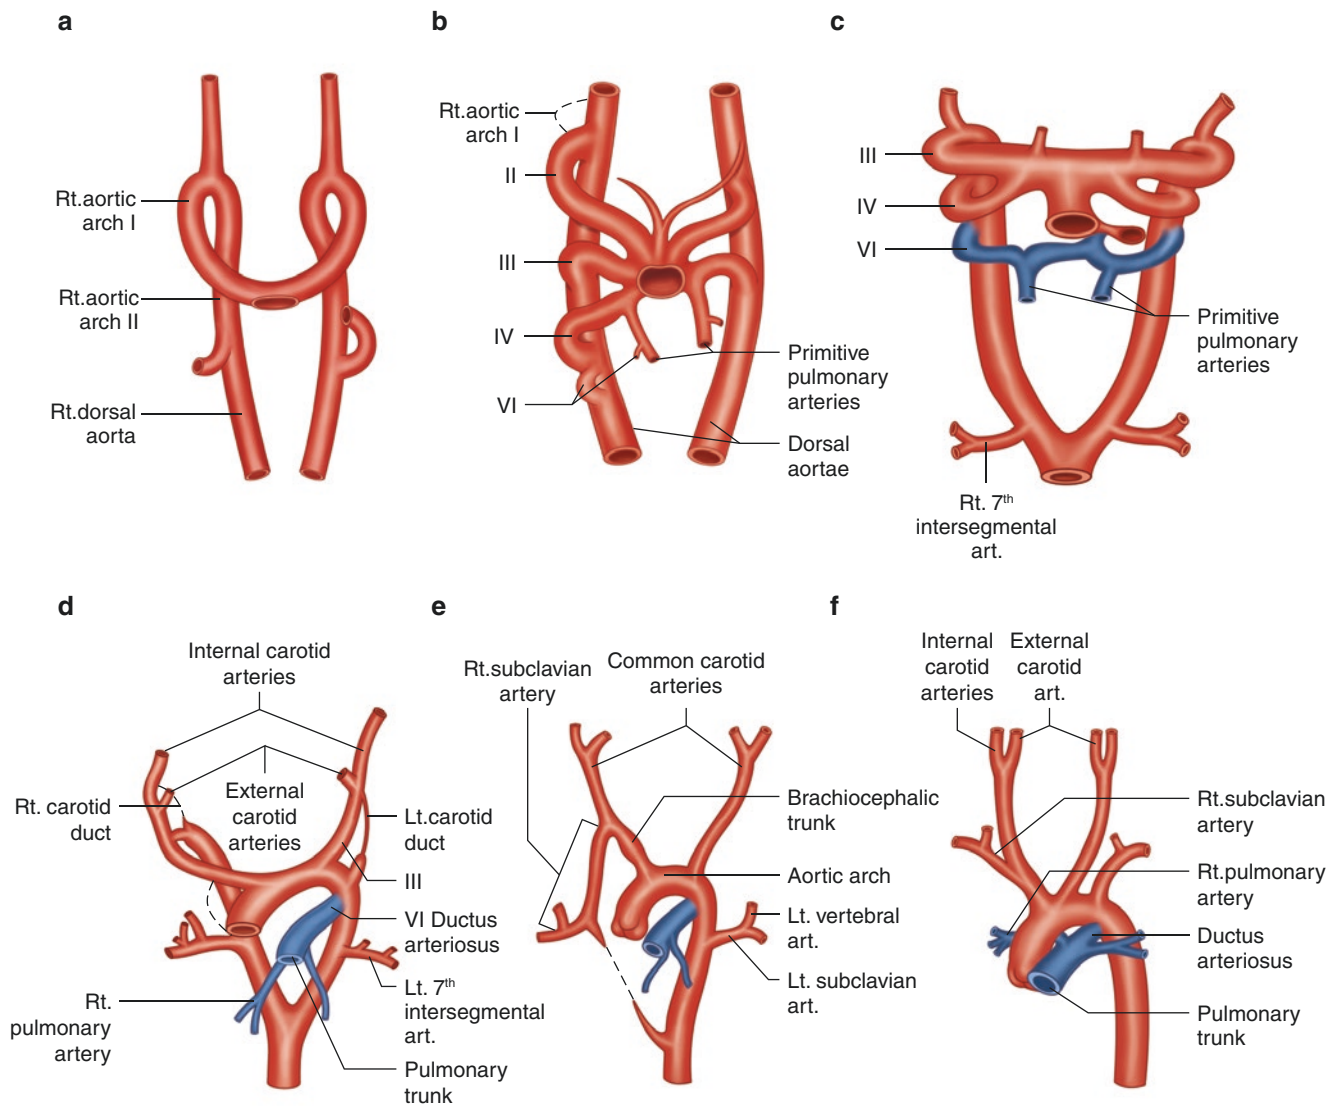 a
Rt.aortic
arch I
Rt.aortic
arch II
Rt.dorsal
aorta
b
Rt.aortic
arch I
II
III
IV
VI
Primitive
pulmonary
arteries
Dorsal
aortae
c
III
IV
VI
Primitive
pulmonary
arteries
Rt. 7th
intersegmental
art.
d
Internal carotid
arteries
Rt. carotid
duct
External
carotid
arteries
Lt.carotid
duct
III
VI Ductus
arteriosus
Lt. 7th
intersegmental
art.
Rt.
pulmonary
artery
Pulmonary
trunk
e
Rt.subclavian
artery
Common carotid
arteries
Brachiocephalic
trunk
Aortic arch
Lt. vertebral
art.
Lt. subclavian
art.
f
Internal
carotid
arteries
External
carotid
art.
Rt.subclavian
artery
Rt.pulmonary
artery
Ductus
arteriosus
Pulmonary
trunk